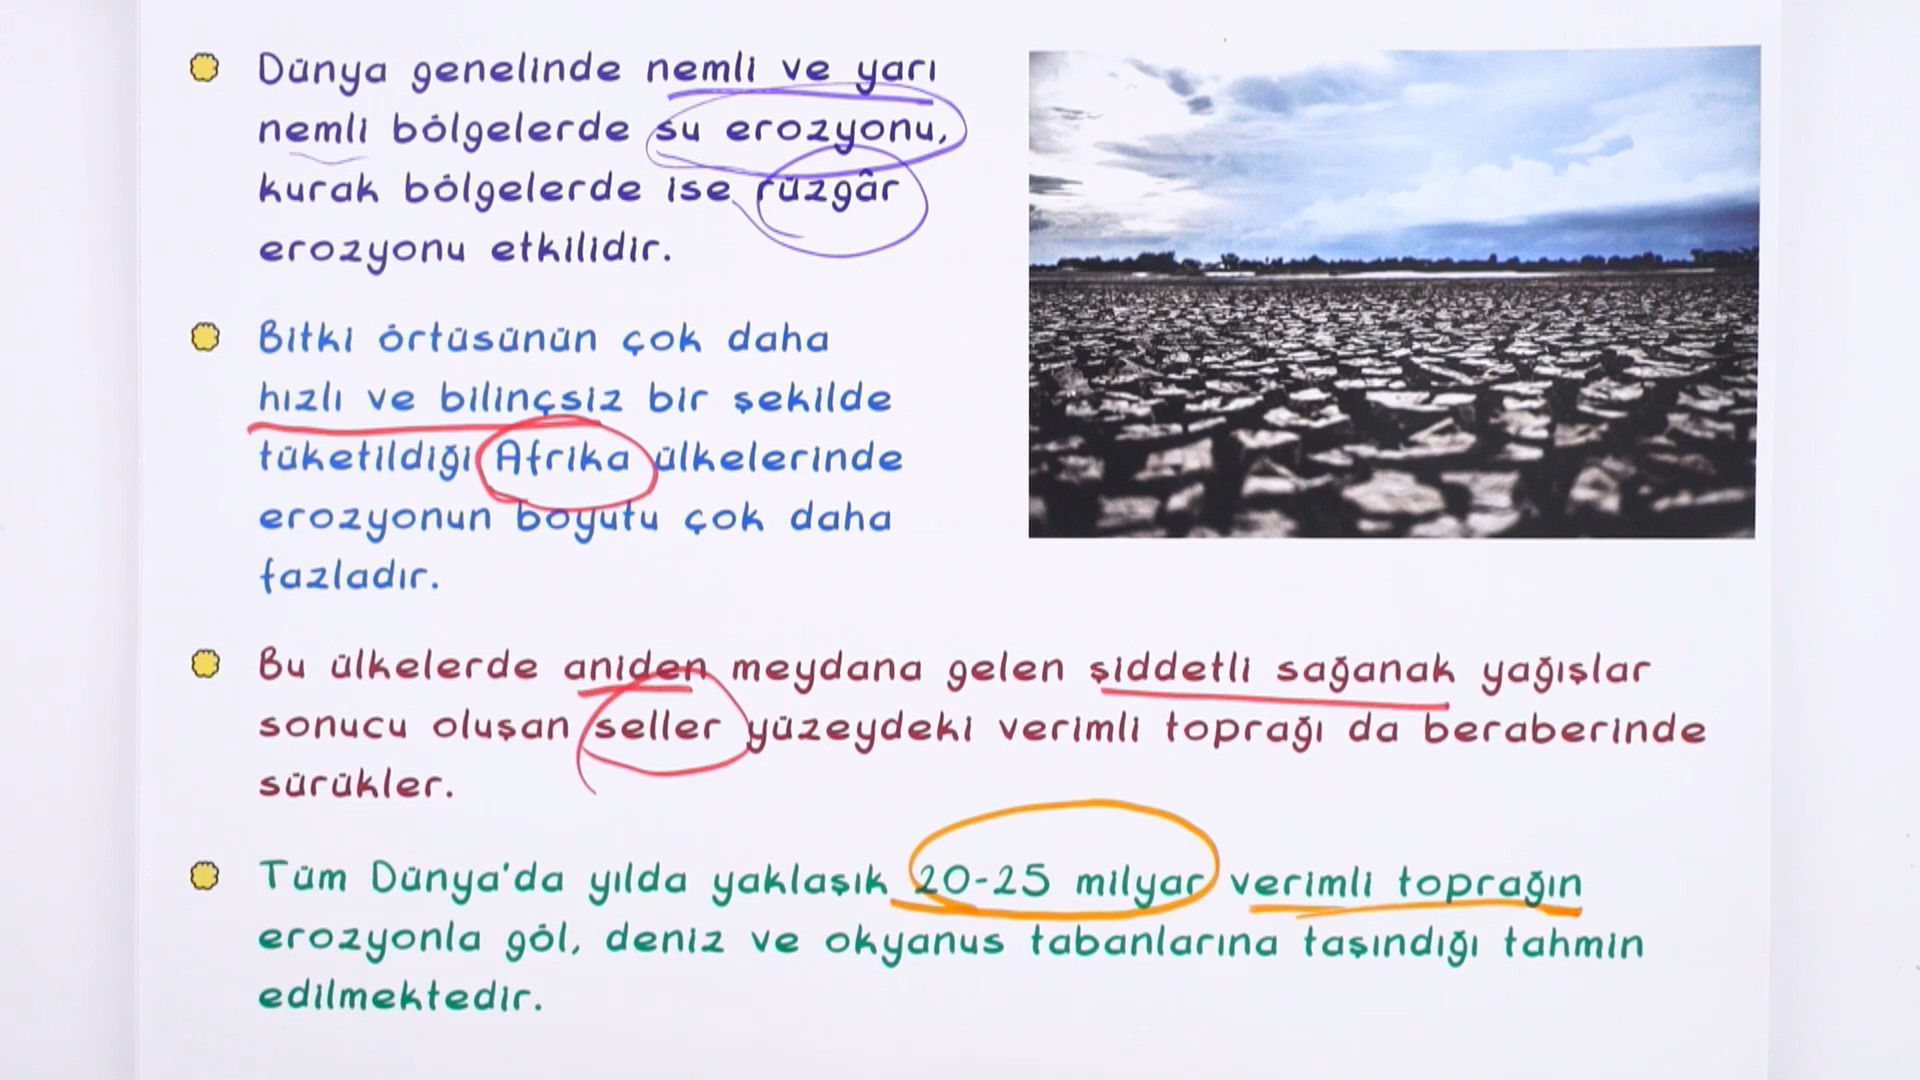 Dünya genelinde nemli ve yarı
nemli bölgelerde su erozyonu,
kurak bölgelerde ise rüzgâr
erozyonu etkilidir.
Bitki örtüsünün çok daha
hızlı ve bilinçsiz bir şekilde
tüketildiği Afrika ülkelerinde
erozyonun boyutu çok daha
fazladır.
Bu ülkelerde aniden meydana gelen şiddetli sağanak yağışlar
sonucu oluşan seller yüzeydeki verimli toprağı da beraberinde
sürükler.
Tüm Dünya'da yılda yaklaşık 20-25 milyar verimli toprağın
erozyonla göl, deniz ve okyanus tabanlarına taşındığı tahmin
edilmektedir.